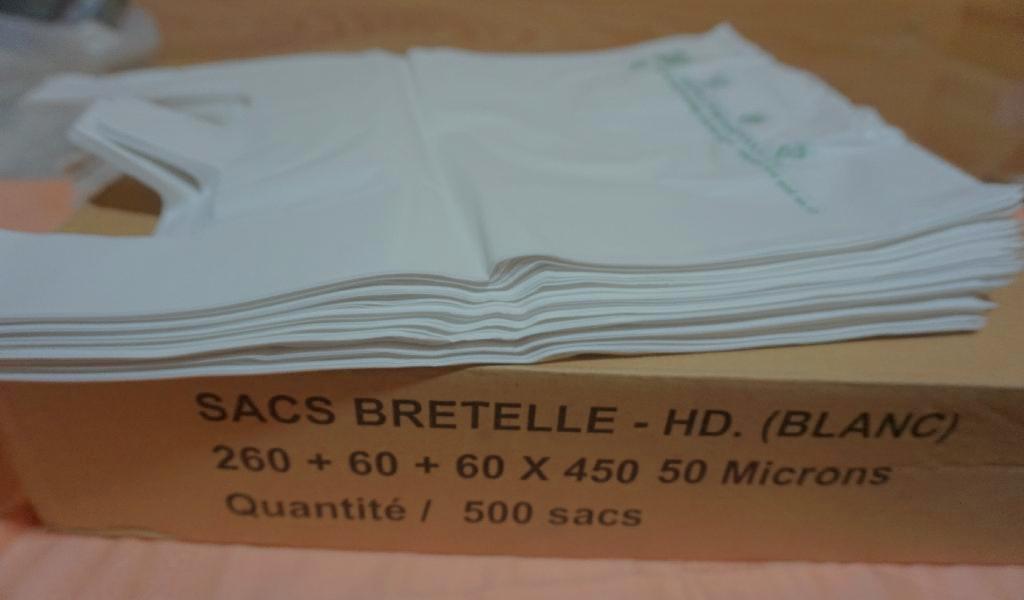 SACS BRETELLE - HD. (BLANC)
260 + 60 + 60 X 450 50 Microns
Quantité / 500 sacs